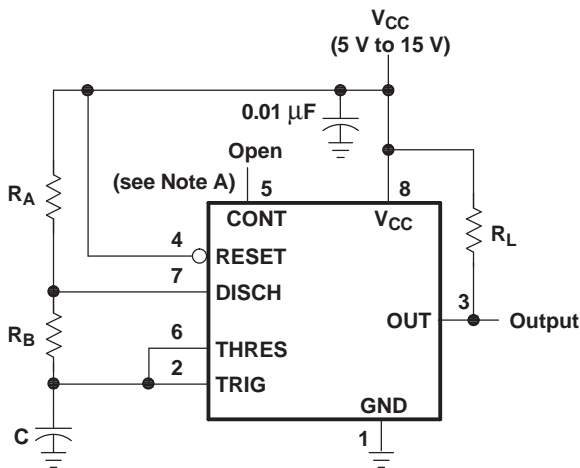 VCC
(5 V to 15 V)
0.01 μF
Open
(see Note A)
5
8
RA
CONT
VCC
RL
4
RESET
7
DISCH
3
RB
OUT
Output
6
THRES
2
TRIG
GND
C
1